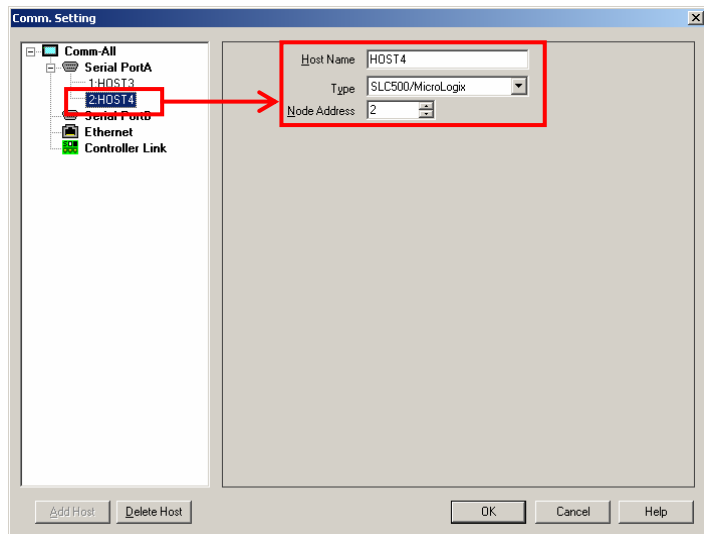 Comm. Setting
Comm-All
Serial PortA
1:HOST3
2:HOST4
Serial PortB
Ethernet
Controller Link
Host Name HOST4
Type SLC500/MicroLogix
Node Address 2
Add Host Delete Host OK Cancel Help